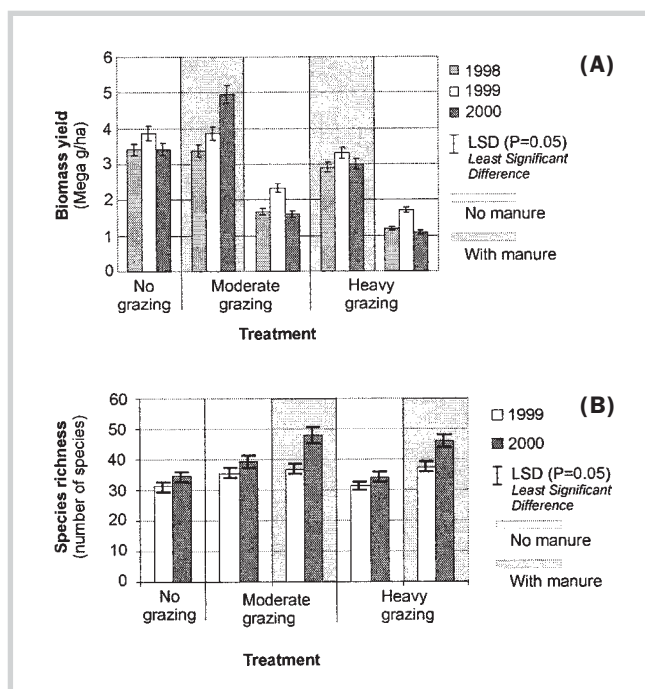 (A)
6
5
4
3
2
1
0
Biomass yield
(Mega g/ha)
No
grazing
Moderate
grazing
Heavy
grazing
Treatment
1998
1999
2000
LSD (P=0.05)
Least Significant
Difference
No manure
With manure
(B)
60
50
40
30
20
10
0
Species richness
(number of species)
No
grazing
Moderate
grazing
Heavy
grazing
Treatment
1999
2000
LSD (P=0.05)
Least Significant
Difference
No manure
With manure